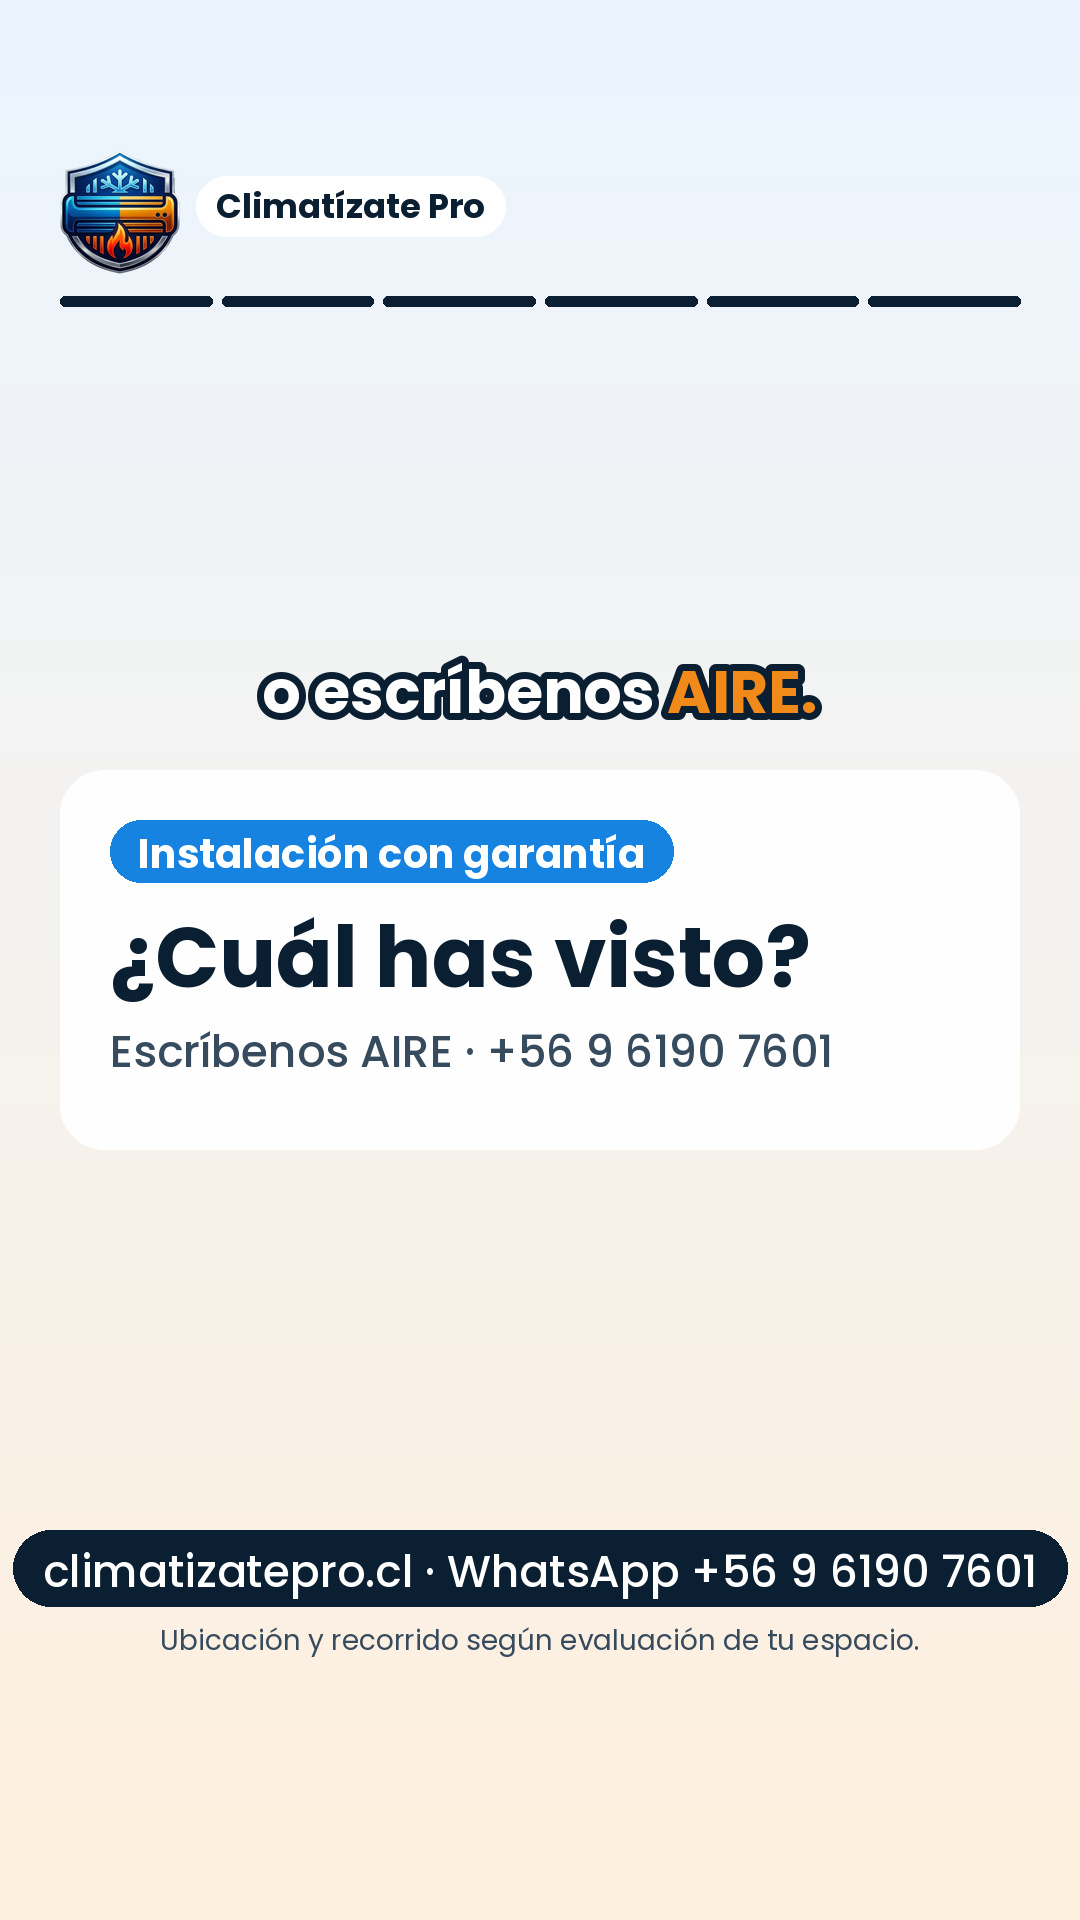 Climatízate Pro
o escríbenos AIRE.
Instalación con garantía
¿Cuál has visto?
Escríbenos AIRE · +56 9 6190 7601
climatizatepro.cl · WhatsApp +56 9 6190 7601
Ubicación y recorrido según evaluación de tu espacio.